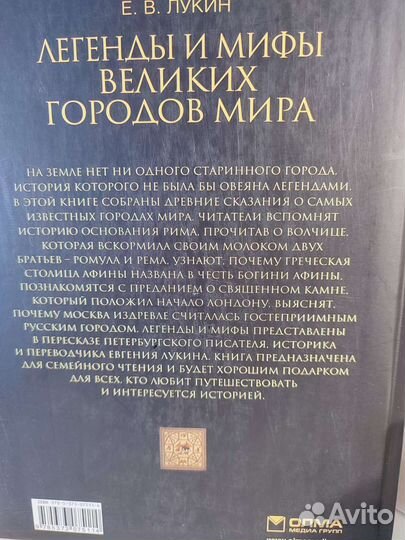 Е. В. ЛУКИН
ЛЕГЕНДЫ И МИФЫ
ВЕЛИКИХ
ГОРОДОВ МИРА
НА ЗЕМЛЕ НЕТ НИ ОДНОГО СТАРИННОГО ГОРОДА,
ИСТОРИЯ КОТОРОГО НЕ БЫЛА БЫ ОВЕЯНА ЛЕГЕНДАМИ.
В ЭТОЙ КНИГЕ СОБРАНЫ ДРЕВНИЕ СКАЗАНИЯ О САМЫХ
ИЗВЕСТНЫХ ГОРОДАХ МИРА. ЧИТАТЕЛИ ВСПОМНЯТ
ИСТОРИЮ ОСНОВАНИЯ РИМА, ПРОЧИТАВ О ВОЛЧИЦЕ,
КОТОРАЯ ВСКОРМИЛА СВОИМ МОЛОКОМ ДВУХ
БРАТЬЕВ – РОМУЛА И РЕМА, УЗНАЮТ, ПОЧЕМУ ГРЕЧЕСКАЯ
СТОЛИЦА АФИНЫ НАЗВАНА В ЧЕСТЬ БОГИНИ АФИНЫ,
ПОЗНАКОМЯТСЯ С ПРЕДАНИЕМ О СВЯЩЕННОМ КАМНЕ,
КОТОРЫЙ ПОЛОЖИЛ НАЧАЛО ЛОНДОНУ, ВЫЯСНЯТ,
ПОЧЕМУ МОСКВА ИЗДРЕВЛЕ СЧИТАЛАСЬ ГОСТЕПРИИМНЫМ
РУССКИМ ГОРОДОМ. ЛЕГЕНДЫ И МИФЫ ПРЕДСТАВЛЕНЫ
В ПЕРЕСКАЗЕ ПЕТЕРБУРГСКОГО ПИСАТЕЛЯ, ИСТОРИКА
И ПЕРЕВОДЧИКА ЕВГЕНИЯ ЛУКИНА. КНИГА ПРЕДНАЗНАЧЕНА
ДЛЯ СЕМЕЙНОГО ЧТЕНИЯ И БУДЕТ ХОРОШИМ ПОДАРКОМ
ДЛЯ ВСЕХ, КТО ЛЮБИТ ПУТЕШЕСТВОВАТЬ
И ИНТЕРЕСУЕТСЯ ИСТОРИЕЙ.
ОЛМА
МЕДИА ГРУПП
Avito